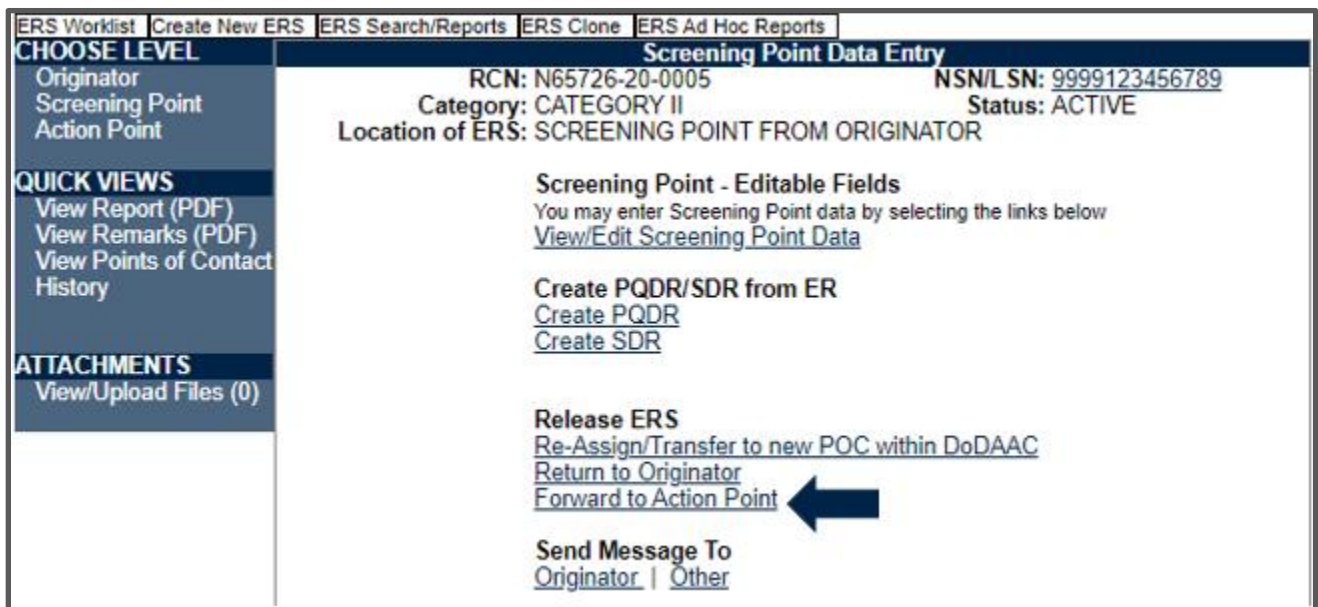 ERS Worklist Create New ERS ERS Search/Reports ERS Clone ERS Ad Hoc Reports
CHOOSE LEVEL
Originator
Screening Point
Action Point
QUICK VIEWS
View Report (PDF)
View Remarks (PDF)
View Points of Contact
History
ATTACHMENTS
View/Upload Files (0)
Screening Point Data Entry
RCN: N65726-20-0005 NSN/LSN: 9999123456789
Category: CATEGORY II Status: ACTIVE
Location of ERS: SCREENING POINT FROM ORIGINATOR
Screening Point - Editable Fields
You may enter Screening Point data by selecting the links below
View/Edit Screening Point Data
Create PQDR/SDR from ER
Create PQDR
Create SDR
Release ERS
Re-Assign/Transfer to new POC within DoDAAC
Return to Originator
Forward to Action Point
Send Message To
Originator | Other